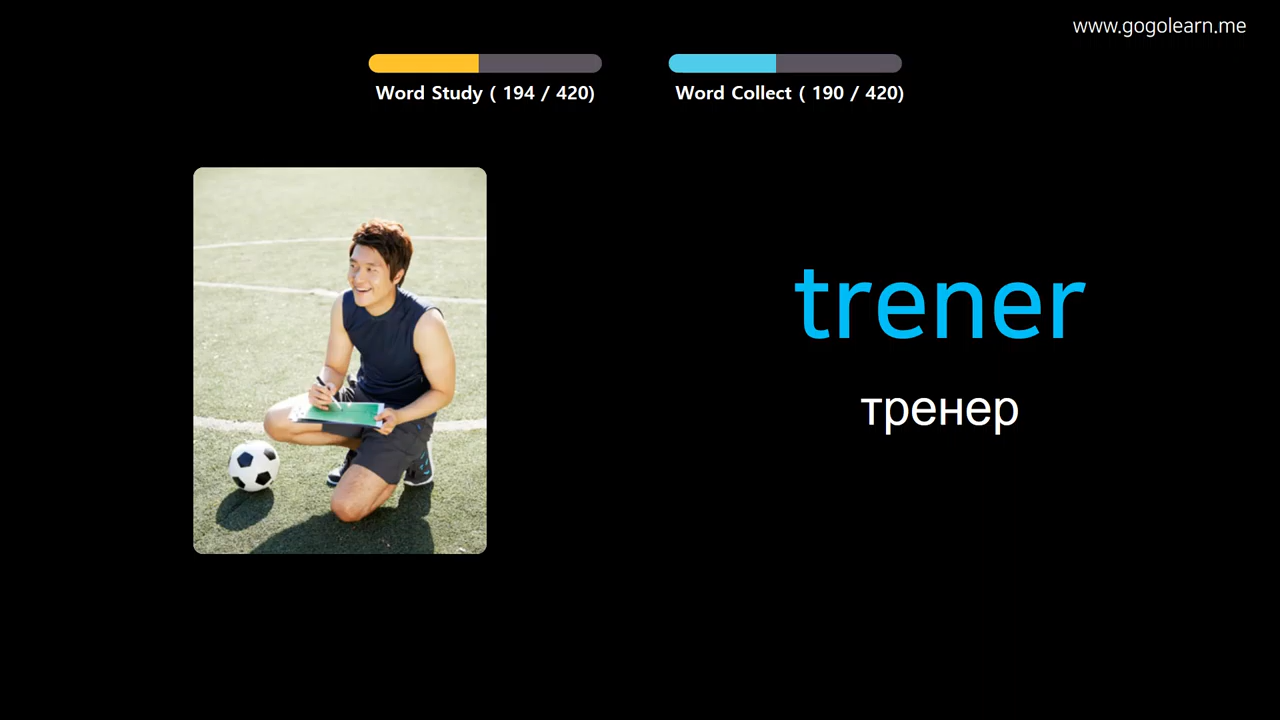 www.gogolearn.me
Word Study ( 194 / 420)
Word Collect ( 190 / 420)
trener
тренер